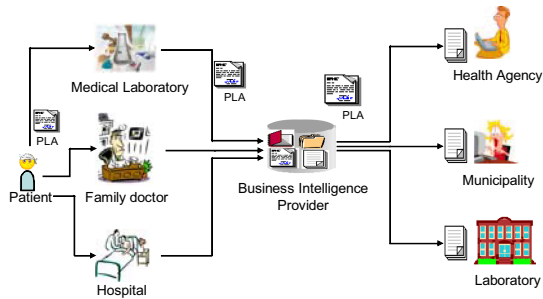 Medical Laboratory
PLA
PLA
PLA
Patient
Family doctor
Hospital
Business Intelligence
Provider
Health Agency
Municipality
Laboratory